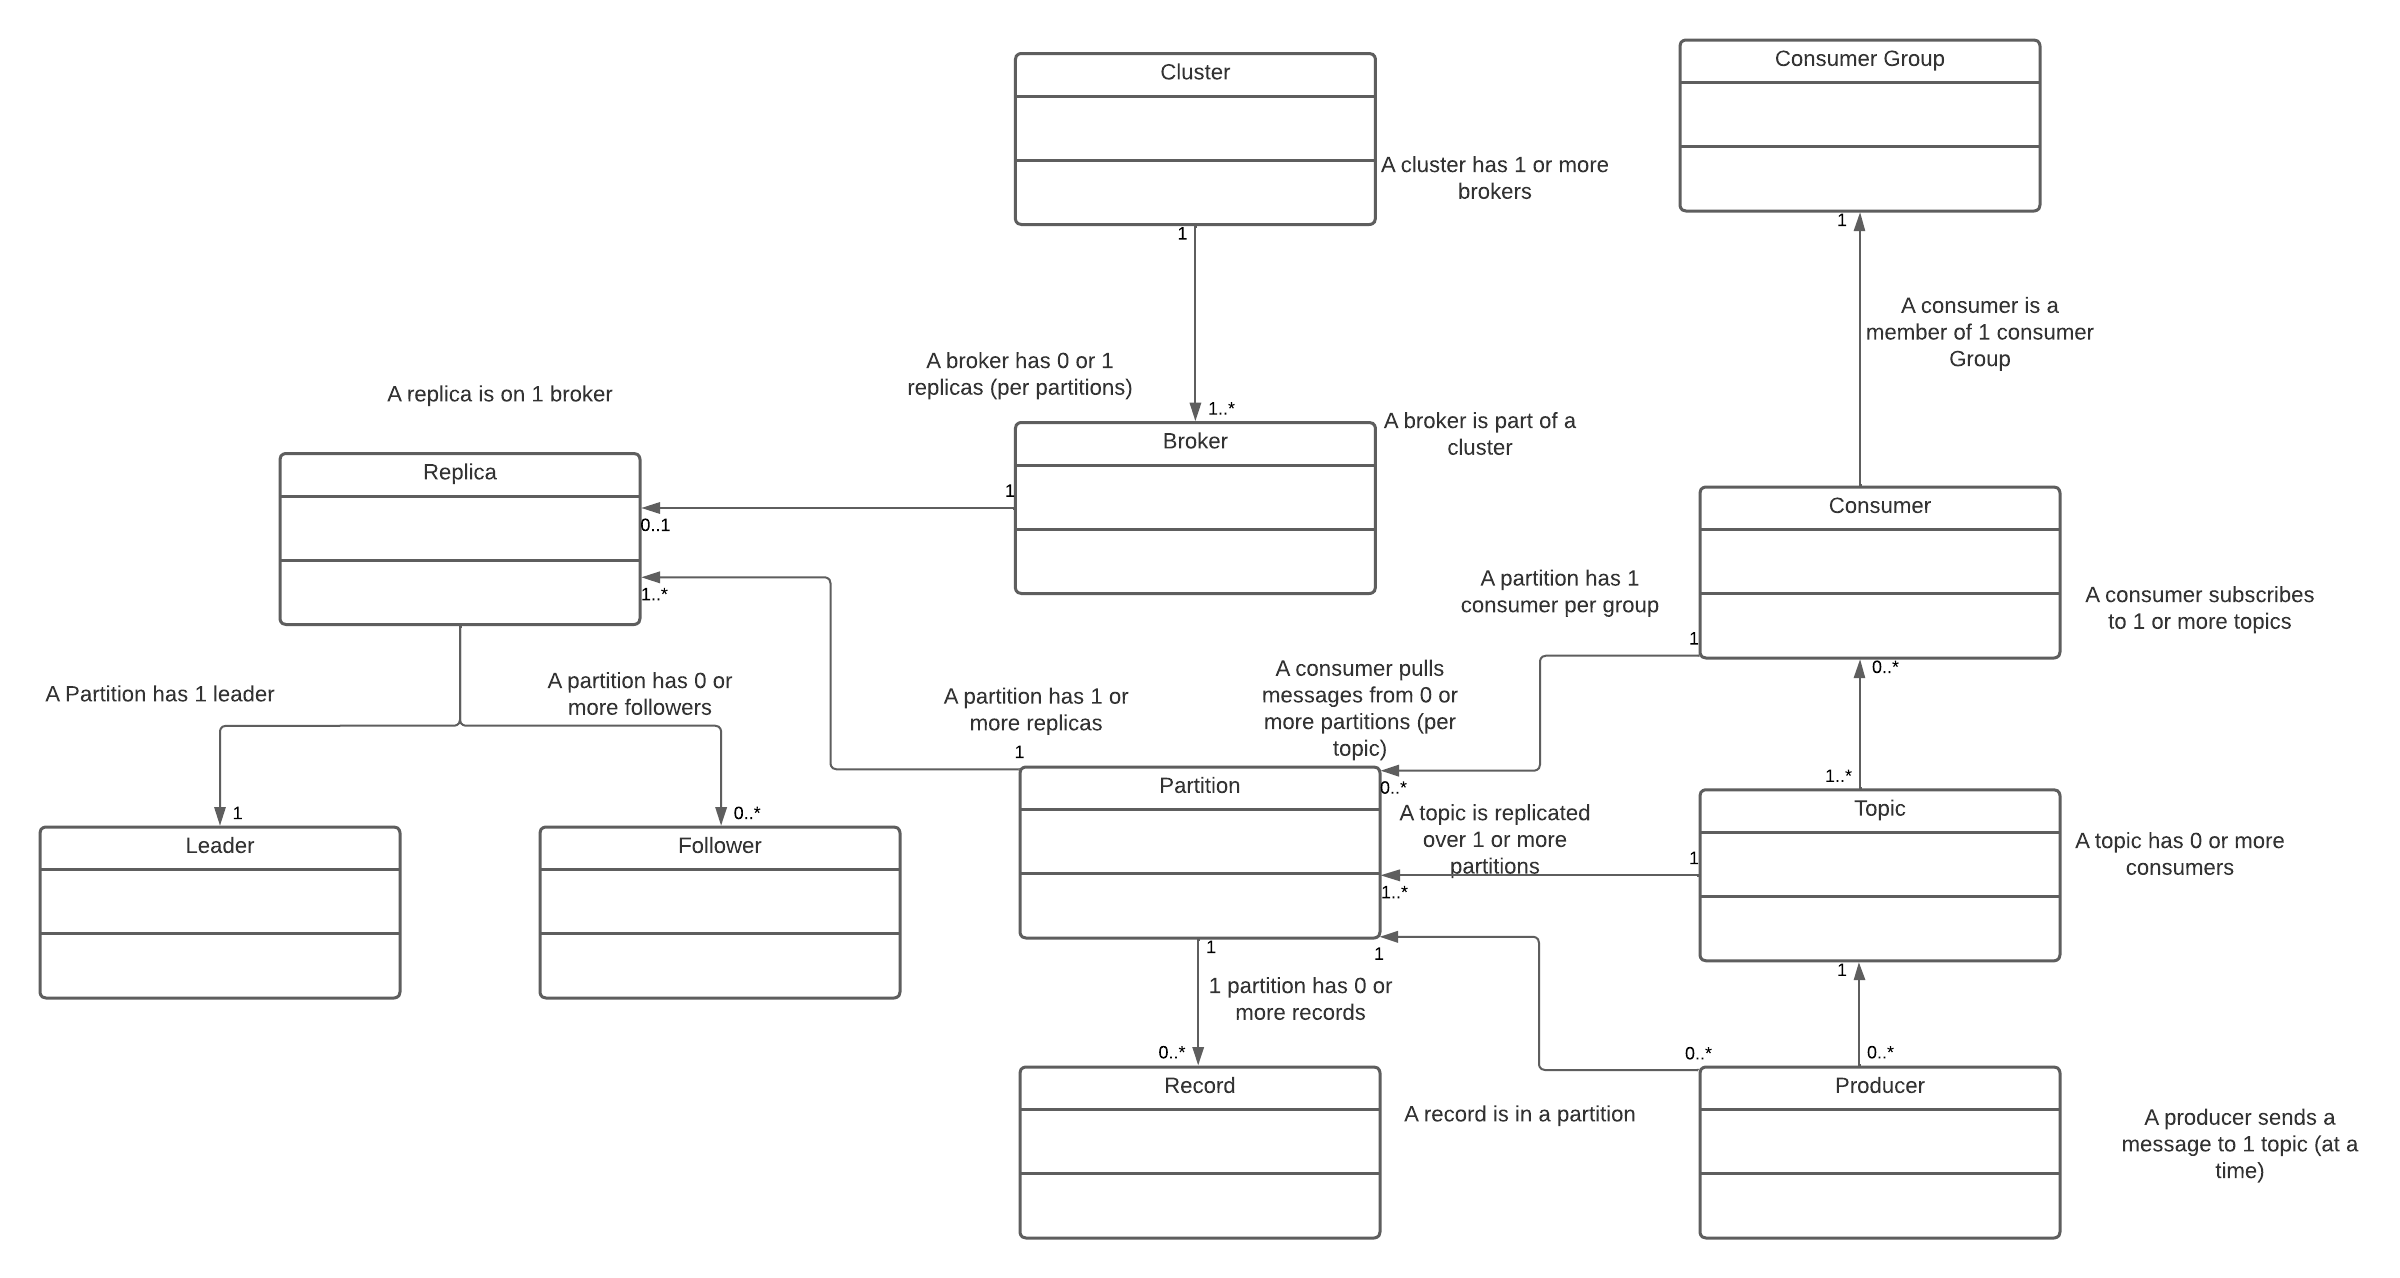 Cluster
Consumer Group
A cluster has 1 or more
brokers
1
1
A consumer is a
member of 1 consumer
Group
A broker has 0 or 1
replicas (per partitions)
A replica is on 1 broker
1..*
Broker
A broker is part of a
cluster
Replica
1
0..1
Consumer
A partition has 1
consumer per group
1..*
A consumer subscribes
to 1 or more topics
1
0..*
A Partition has 1 leader
A partition has 0 or
more followers
A partition has 1 or
more replicas
A consumer pulls
messages from 0 or
more partitions (per
topic)
1
1..*
Partition
0..*
Topic
1
0..*
A topic is replicated
over 1 or more
partitions
Leader
Follower
A topic has 0 or more
consumers
1
1..*
1
1
1
1 partition has 0 or
more records
0..*
0..*
0..*
Record
Producer
A record is in a partition
A producer sends a
message to 1 topic (at a
time)